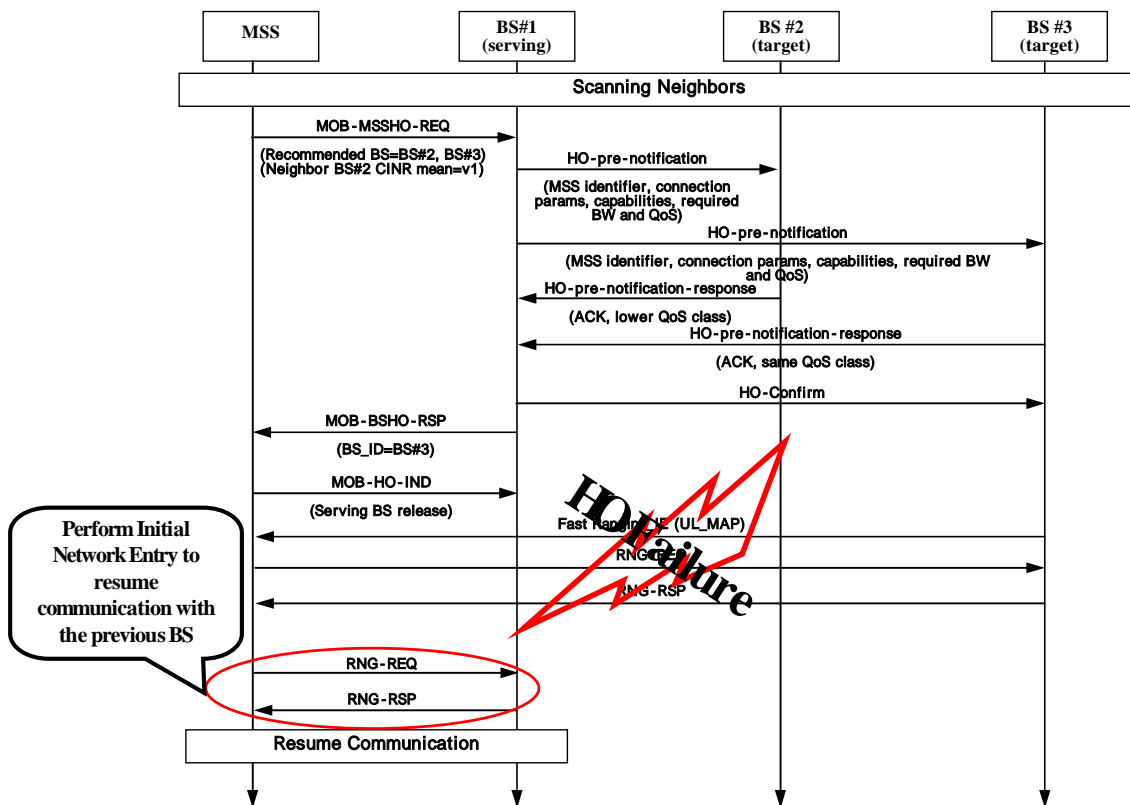 MSS
BS#1
(serving)
BS #2
(target)
BS #3
(target)
Scanning Neighbors
MOB-MSSHO-REQ
(Recommended BS=BS#2, BS#3)
(Neighbor BS#2 CINR mean=v1)
HO-pre-notification
(MSS identifier, connection
params, capabilities, required
BW and QoS)
HO-pre-notification
(MSS identifier, connection params, capabilities, required BW
and QoS)
HO-pre-notification-response
(ACK, lower QoS class)
HO-pre-notification-response
(ACK, same QoS class)
HO-Confirm
MOB-BSHO-RSP
(BS_ID=BS#3)
MOB-HO-IND
(Serving BS release)
HO Failure
Fast Ranging_IE (UL_MAP)
RNG-REQ
RNG-RSP
Perform Initial
Network Entry to
resume
communication with
the previous BS
RNG-REQ
RNG-RSP
Resume Communication